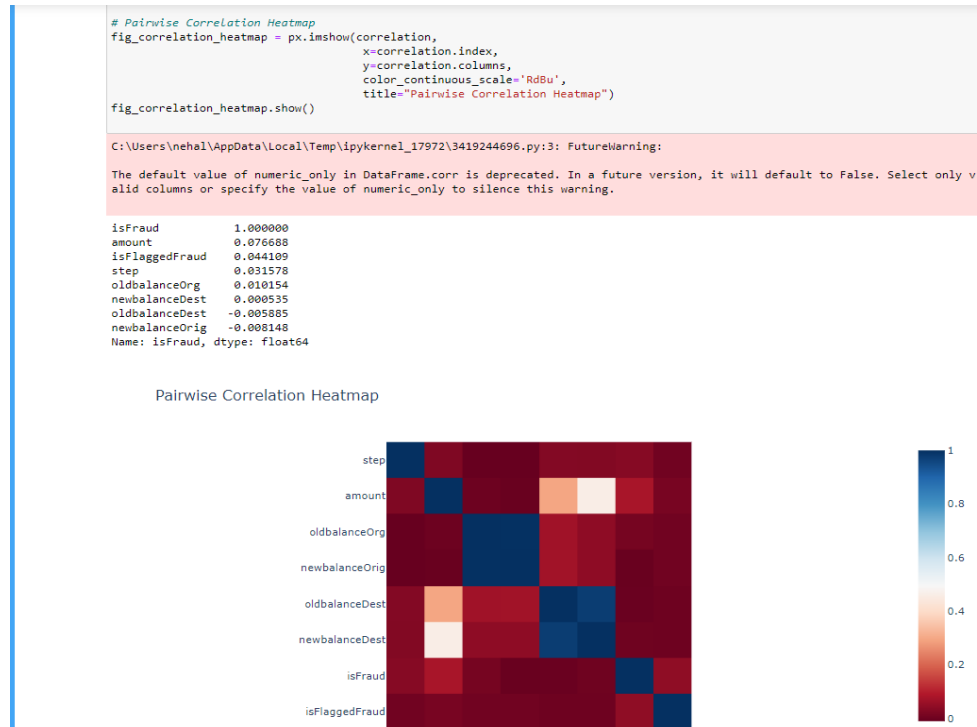 # Pairwise Correlation Heatmap
fig_correlation_heatmap = px.imshow(correlation,
x=correlation.index,
y=correlation.columns,
color_continuous_scale='RdBu',
title="Pairwise Correlation Heatmap")
fig_correlation_heatmap.show()
C:\Users\nehal\AppData\Local\Temp\ipykernel_17972\3419244696.py:3: FutureWarning:
The default value of numeric_only in DataFrame.corr is deprecated. In a future version, it will default to False. Select only v
alid columns or specify the value of numeric_only to silence this warning.
isFraud 1.000000
amount 0.076688
isFlaggedFraud 0.044109
step 0.031578
oldbalanceOrg 0.010154
newbalanceDest 0.000535
oldbalanceDest -0.005885
newbalanceOrig -0.008148
Name: isFraud, dtype: float64
Pairwise Correlation Heatmap
step
amount
oldbalanceOrg
newbalanceOrig
oldbalanceDest
newbalanceDest
isFraud
isFlaggedFraud
1
0.8
0.6
0.4
0.2
0